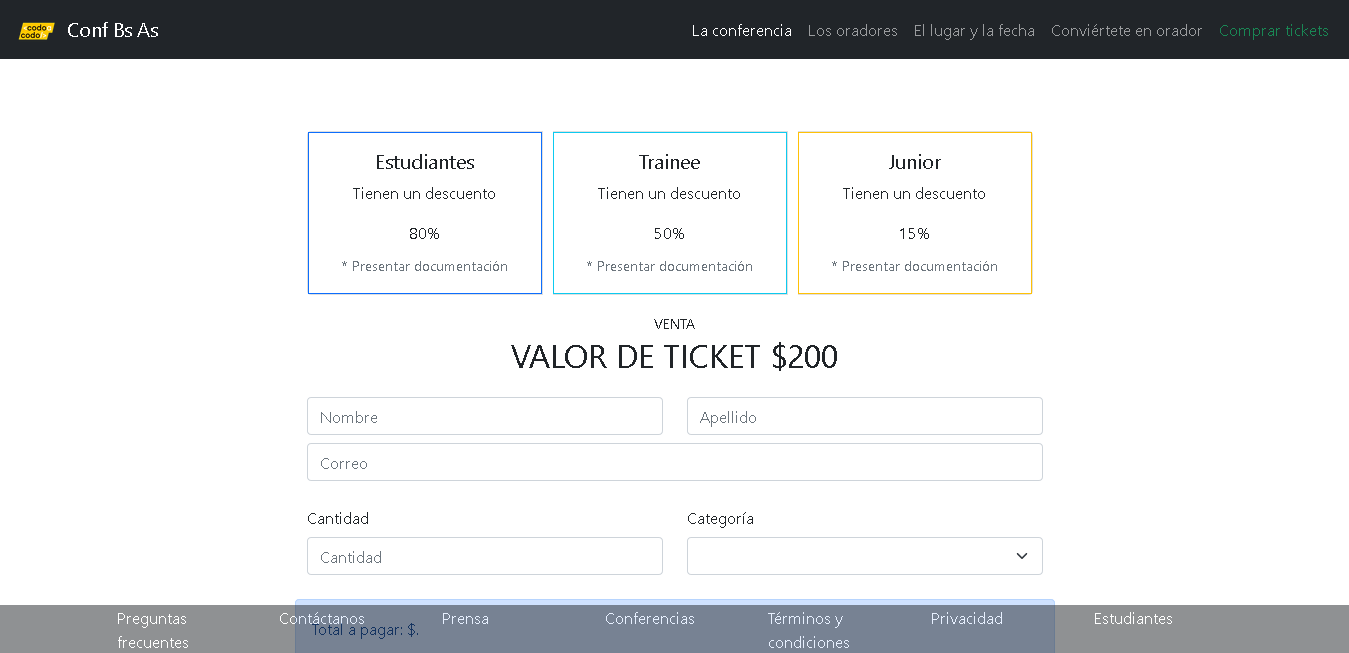 codo
codo
Conf Bs As
La conferencia
Los oradores
El lugar y la fecha
Conviértete en orador
Comprar tickets
Estudiantes
Tienen un descuento
80%
* Presentar documentación
Trainee
Tienen un descuento
50%
* Presentar documentación
Junior
Tienen un descuento
15%
* Presentar documentación
VENTA
VALOR DE TICKET $200
Nombre
Apellido
Correo
Cantidad
Categoría
Cantidad
Total a pagar: $.
Preguntas
frecuentes
Contáctanos
Prensa
Conferencias
Términos y
condiciones
Privacidad
Estudiantes